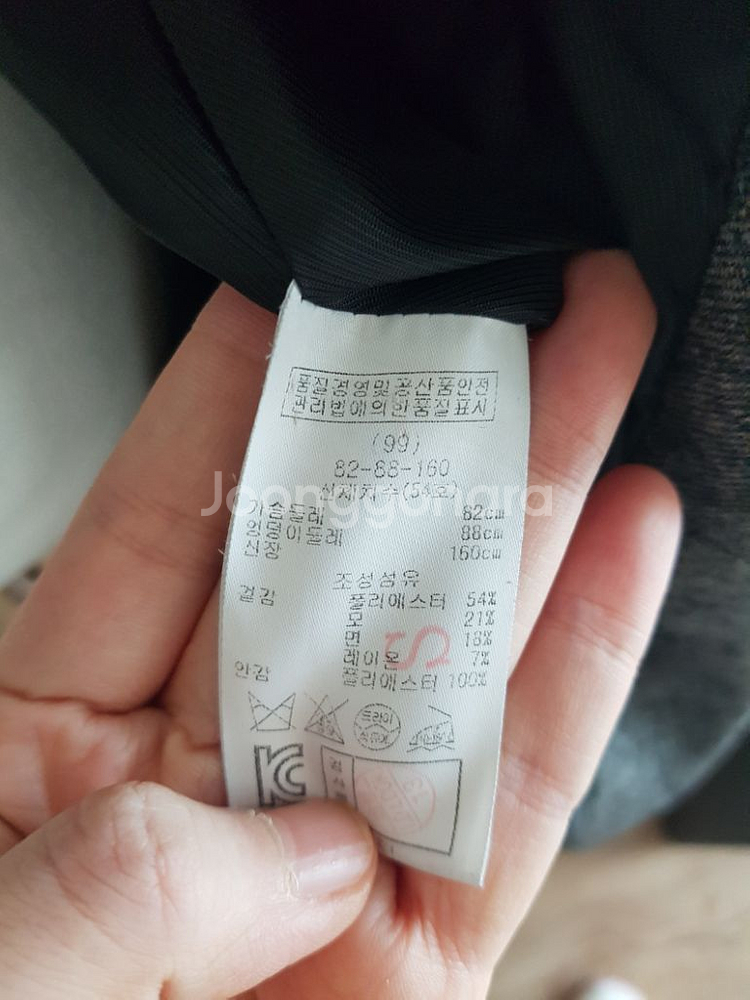 품질경영및공산품안전
관리법에의한품질표시
(99)
82-88-160
신체치수(54호)
Joonggonara
가슴둘레 82cm
엉덩이둘레 88cm
신장 160cm
조성섬유
겉감 폴리에스터 54%
모 21%
면 18%
레이온 7%
안감 폴리에스터 100%
드라이